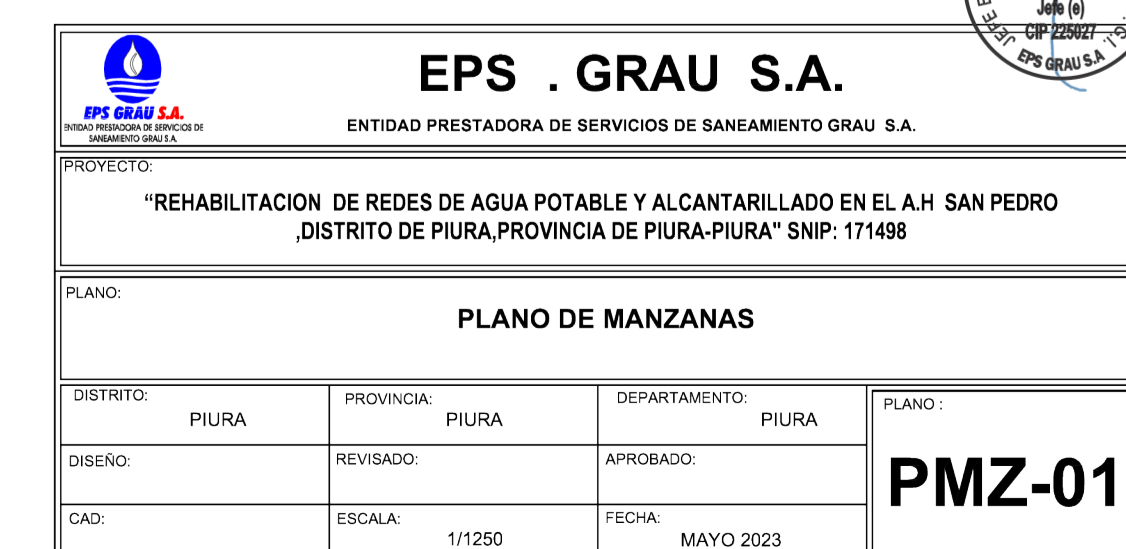 Jefe (e)
CIP 225027
EPS GRAU S.A
EPS . GRAU S.A.
EPS GRAU S.A.
ENTIDAD PRESTADORA DE SERVICIOS DE
SANEAMIENTO GRAU S.A.
ENTIDAD PRESTADORA DE SERVICIOS DE SANEAMIENTO GRAU S.A.
PROYECTO:
“REHABILITACION DE REDES DE AGUA POTABLE Y ALCANTARILLADO EN EL A.H SAN PEDRO
,DISTRITO DE PIURA,PROVINCIA DE PIURA-PIURA" SNIP: 171498
PLANO:
PLANO DE MANZANAS
DISTRITO:
PIURA
PROVINCIA:
PIURA
DEPARTAMENTO:
PIURA
PLANO :
PMZ-01
DISEÑO:
REVISADO:
APROBADO:
CAD:
ESCALA:
1/1250
FECHA:
MAYO 2023